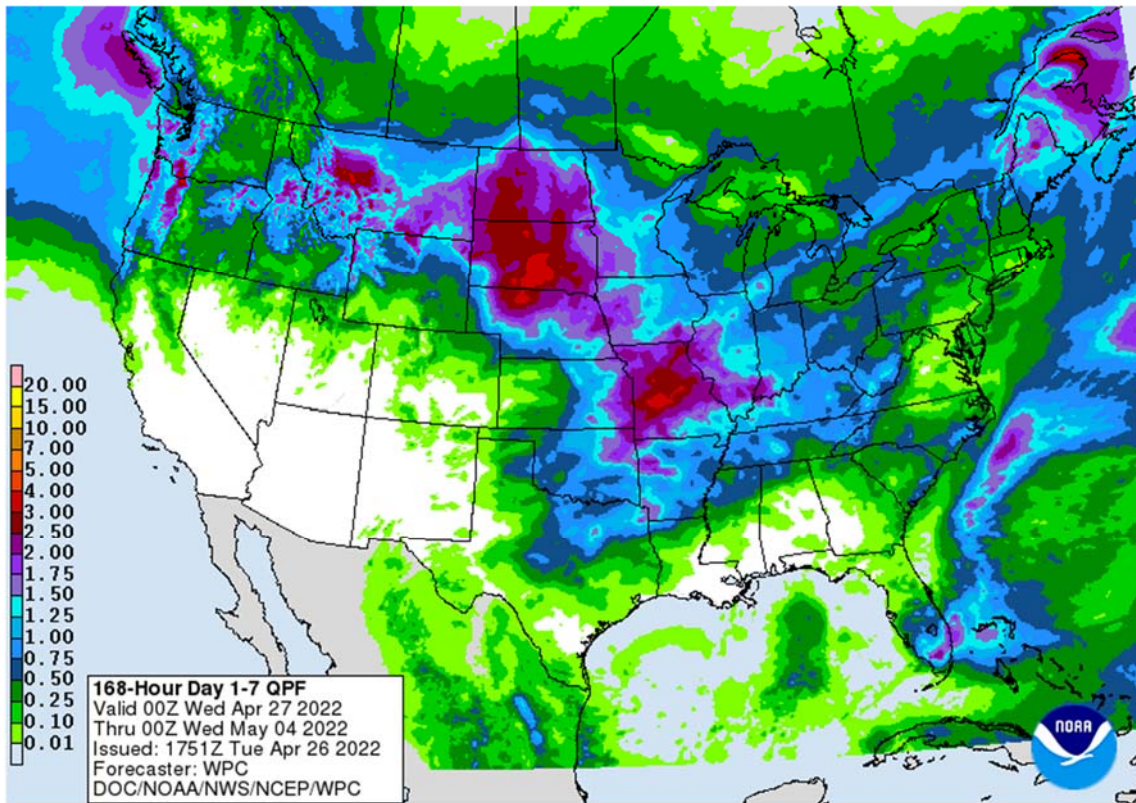 20.00
15.00
10.00
7.00
5.00
4.00
3.00
2.50
2.00
1.75
1.50
1.25
1.00
0.75
0.50
0.25
0.10
0.01
168-Hour Day 1-7 QPF
Valid 00Z Wed Apr 27 2022
Thru 00Z Wed May 04 2022
Issued: 1751Z Tue Apr 26 2022
Forecaster: WPC
DOC/NOAA/NWS/NCEP/WPC
NOAA